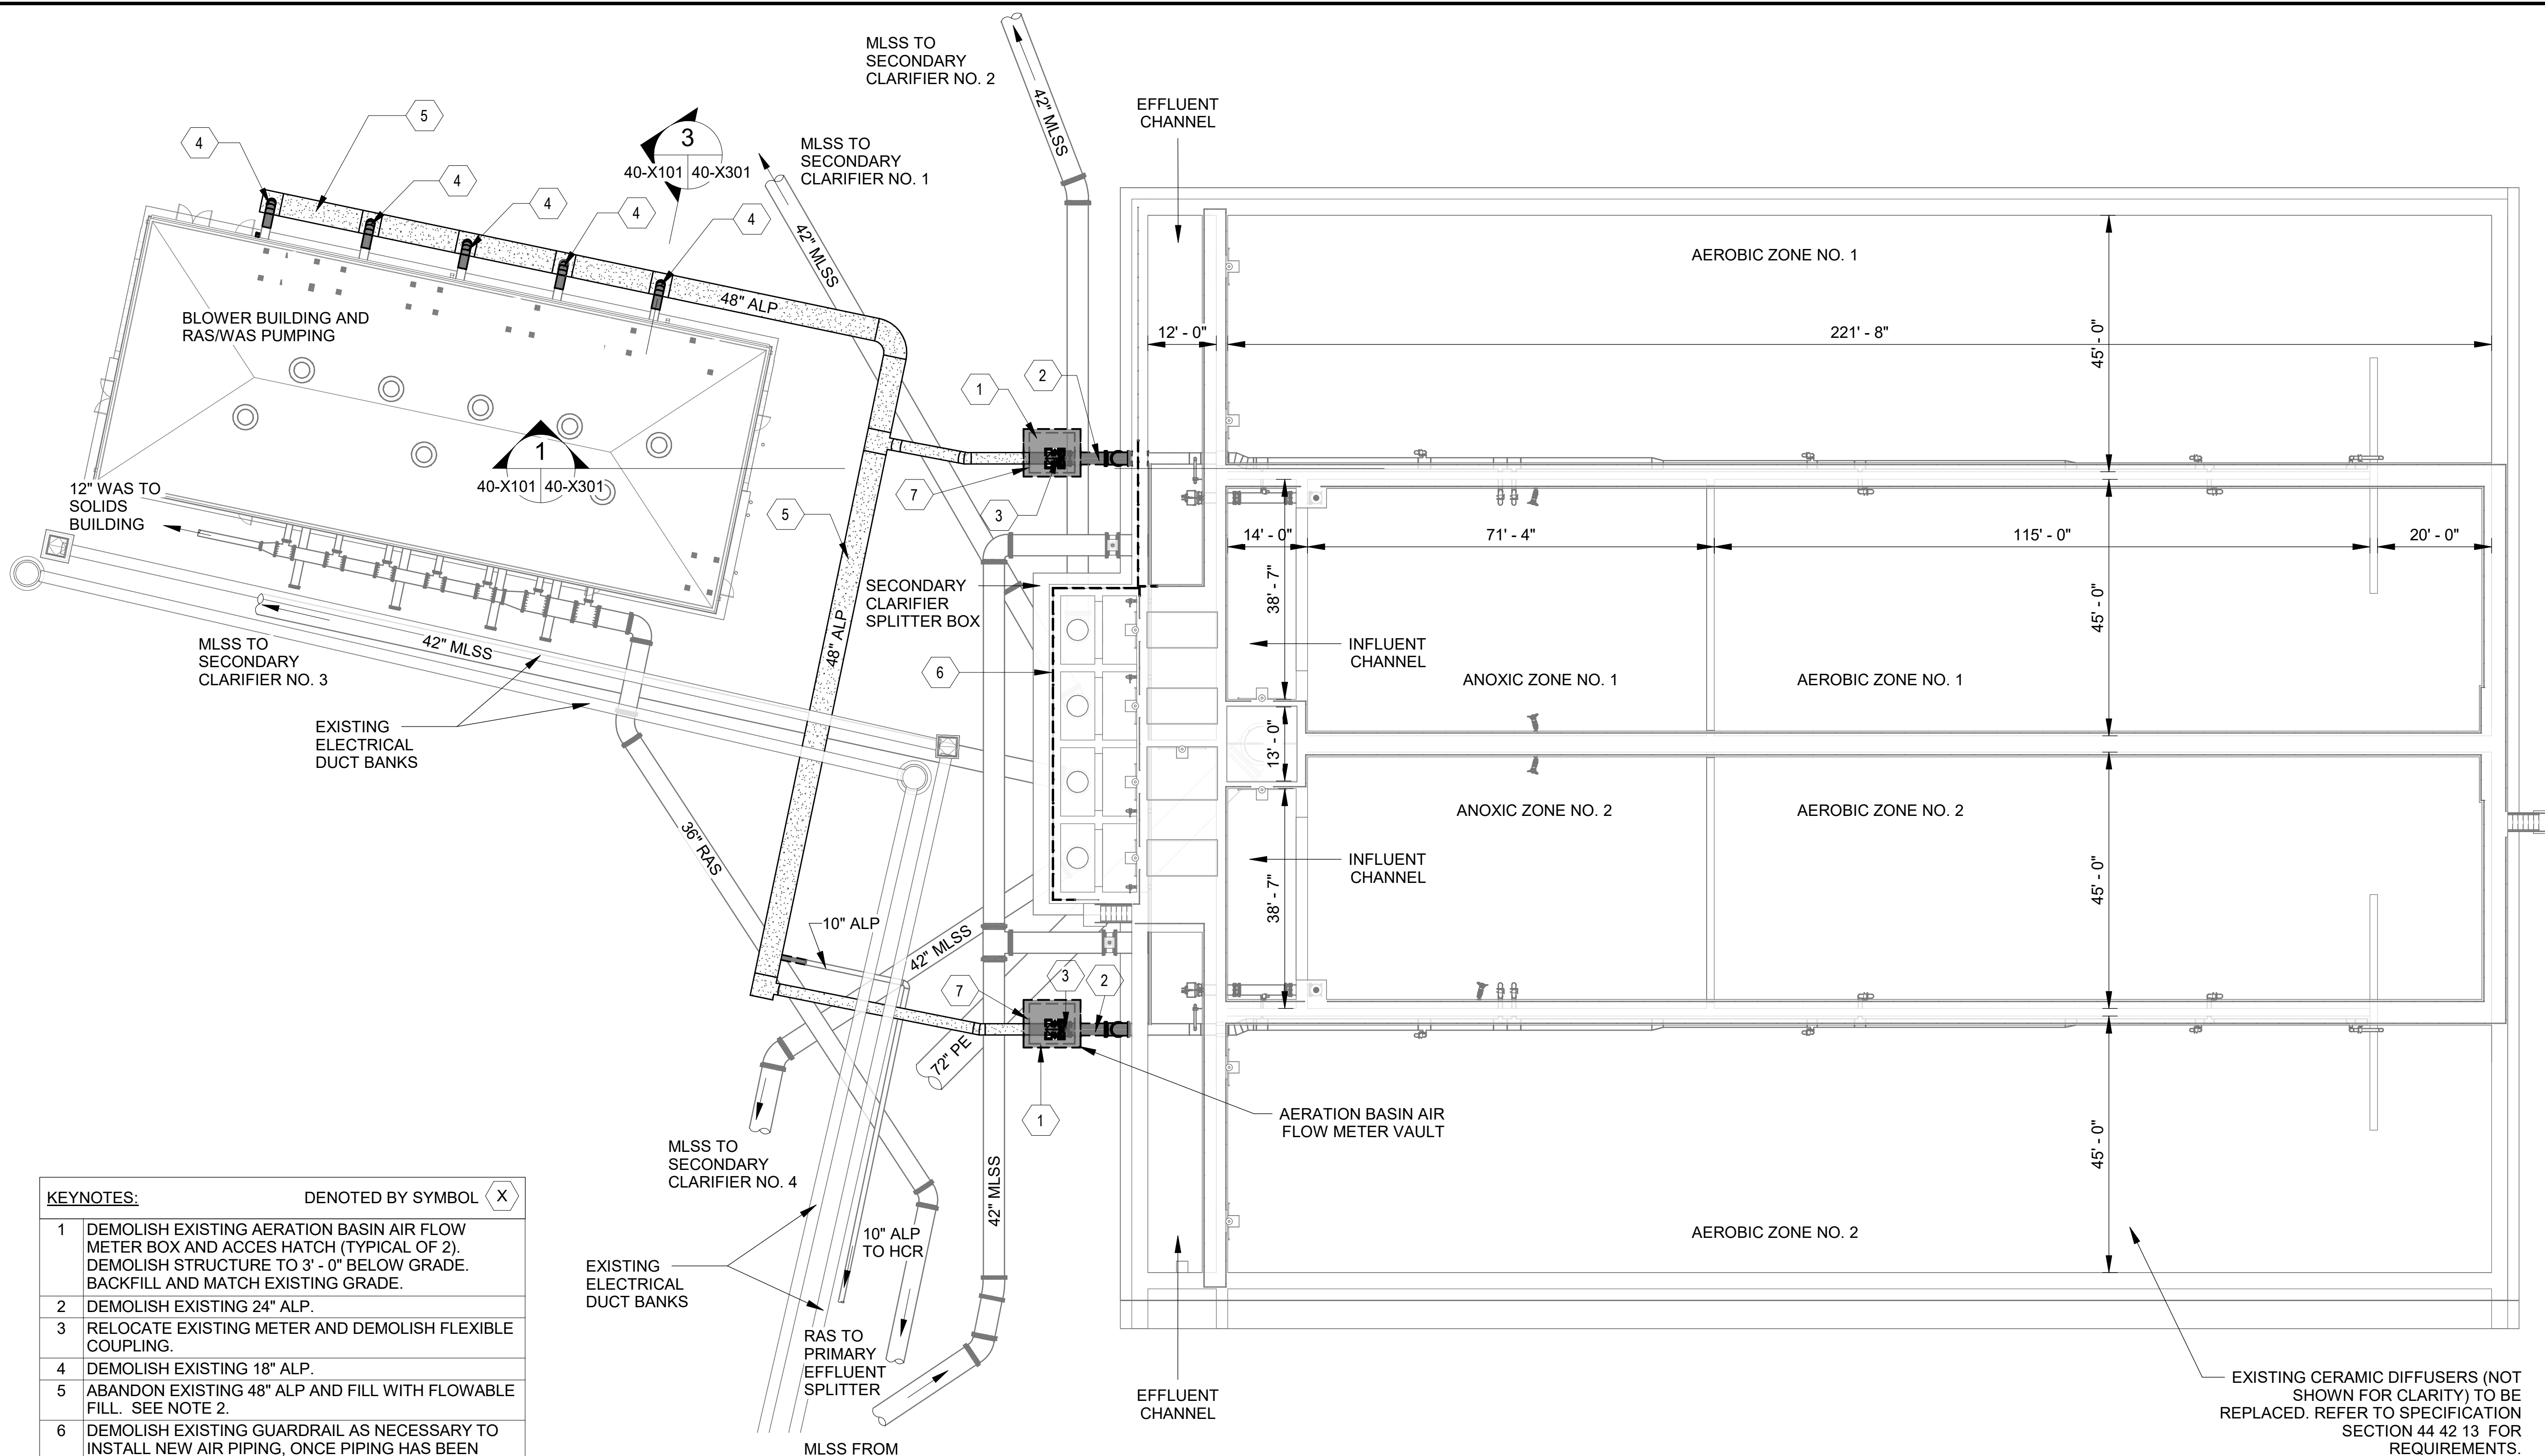 MLSS TO
SECONDARY
CLARIFIER NO. 2
42" MLSS
EFFLUENT
CHANNEL
5
4
3
40-X101
40-X301
MLSS TO
SECONDARY
CLARIFIER NO. 1
4
4
4
4
42" MLSS
AEROBIC ZONE NO. 1
48" ALP
BLOWER BUILDING AND
RAS/WAS PUMPING
12' - 0"
221' - 8"
45' - 0"
1
2
1
40-X101
40-X301
7
3
5
12" WAS TO
SOLIDS
BUILDING
14' - 0"
71' - 4"
115' - 0"
20' - 0"
SECONDARY
CLARIFIER
SPLITTER BOX
38' - 7"
45' - 0"
48" ALP
42" MLSS
MLSS TO
SECONDARY
CLARIFIER NO. 3
INFLUENT
CHANNEL
6
ANOXIC ZONE NO. 1
AEROBIC ZONE NO. 1
EXISTING
ELECTRICAL
DUCT BANKS
13' - 0"
ANOXIC ZONE NO. 2
AEROBIC ZONE NO. 2
36" RAS
INFLUENT
CHANNEL
38' - 7"
45' - 0"
10" ALP
42" MLSS
7
3
2
72" PE
1
AERATION BASIN AIR
FLOW METER VAULT
45' - 0"
MLSS TO
SECONDARY
CLARIFIER NO. 4
42" MLSS
10" ALP
TO HCR
AEROBIC ZONE NO. 2
EXISTING
ELECTRICAL
DUCT BANKS
RAS TO
PRIMARY
EFFLUENT
SPLITTER
EFFLUENT
CHANNEL
MLSS FROM
EXISTING CERAMIC DIFFUSERS (NOT
SHOWN FOR CLARITY) TO BE
REPLACED. REFER TO SPECIFICATION
SECTION 44 42 13 FOR
REQUIREMENTS.
KEYNOTES: DENOTED BY SYMBOL X
1 DEMOLISH EXISTING AERATION BASIN AIR FLOW
METER BOX AND ACCES HATCH (TYPICAL OF 2).
DEMOLISH STRUCTURE TO 3' - 0" BELOW GRADE.
BACKFILL AND MATCH EXISTING GRADE.
2 DEMOLISH EXISTING 24" ALP.
3 RELOCATE EXISTING METER AND DEMOLISH FLEXIBLE
COUPLING.
4 DEMOLISH EXISTING 18" ALP.
5 ABANDON EXISTING 48" ALP AND FILL WITH FLOWABLE
FILL. SEE NOTE 2.
6 DEMOLISH EXISTING GUARDRAIL AS NECESSARY TO
INSTALL NEW AIR PIPING, ONCE PIPING HAS BEEN